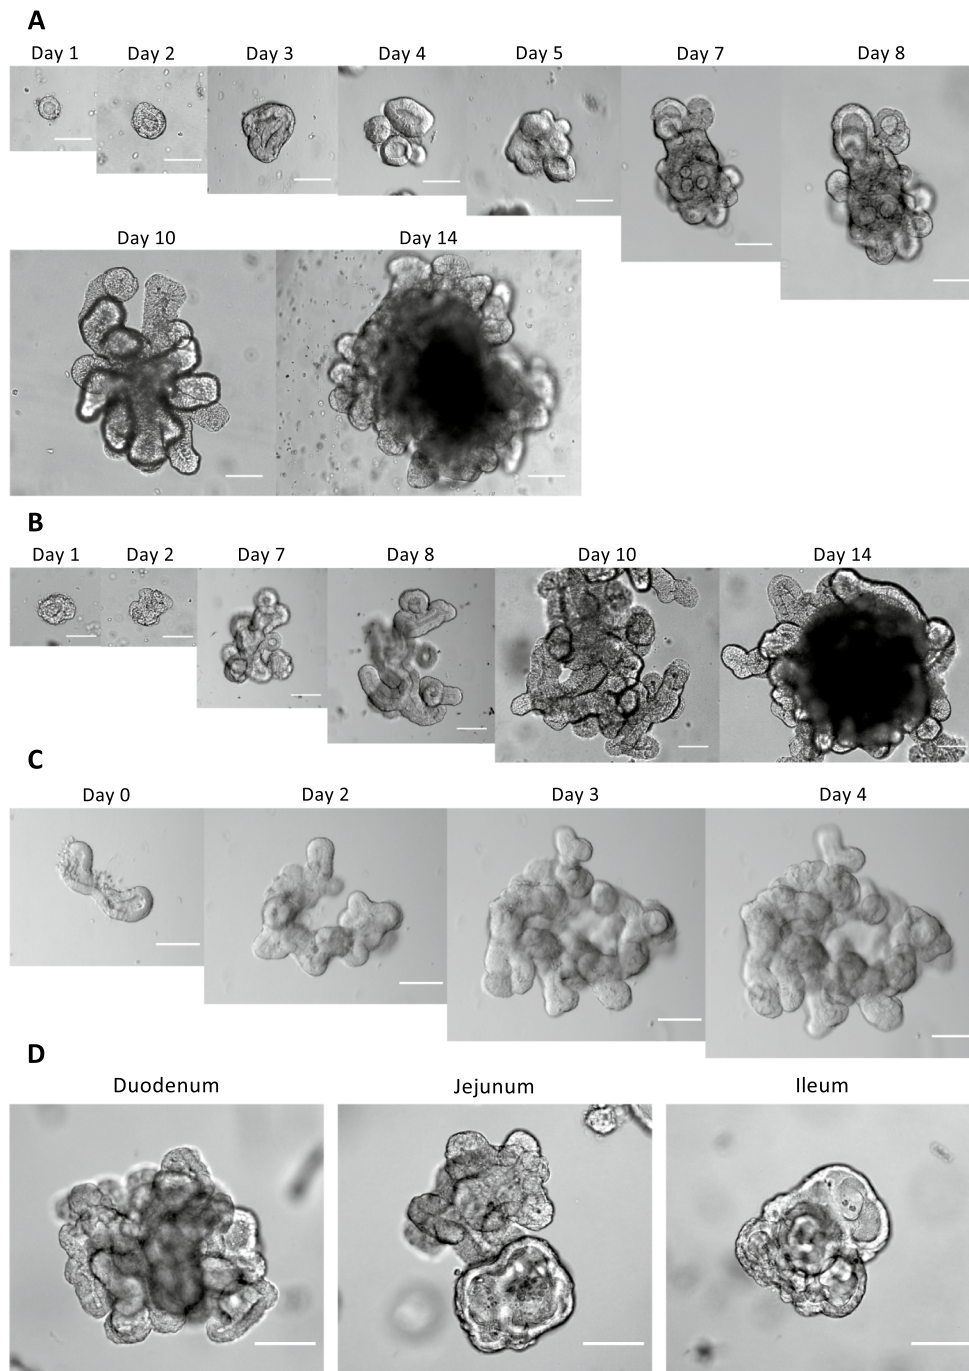 A
Day 1 Day 2 Day 3 Day 4 Day 5 Day 7 Day 8
Day 10 Day 14
B
Day 1 Day 2 Day 7 Day 8 Day 10 Day 14
C
Day 0 Day 2 Day 3 Day 4
D
Duodenum Jejunum Ileum